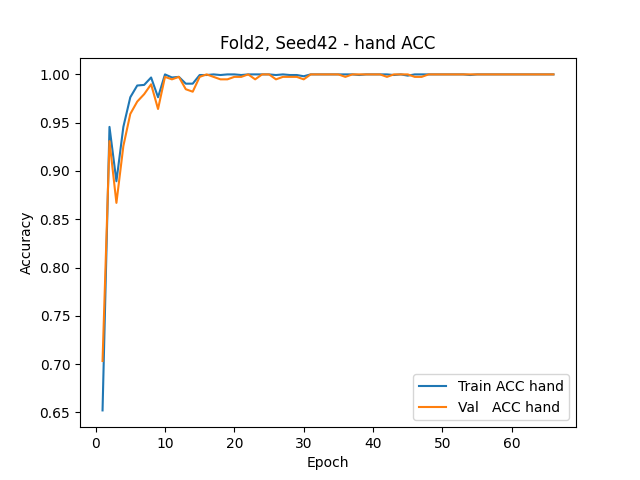 Fold2, Seed42 - hand ACC
1.00
0.95
0.90
0.85
0.80
0.75
0.70
0.65
Accuracy
0 10 20 30 40 50 60
Epoch
Train ACC hand
Val ACC hand